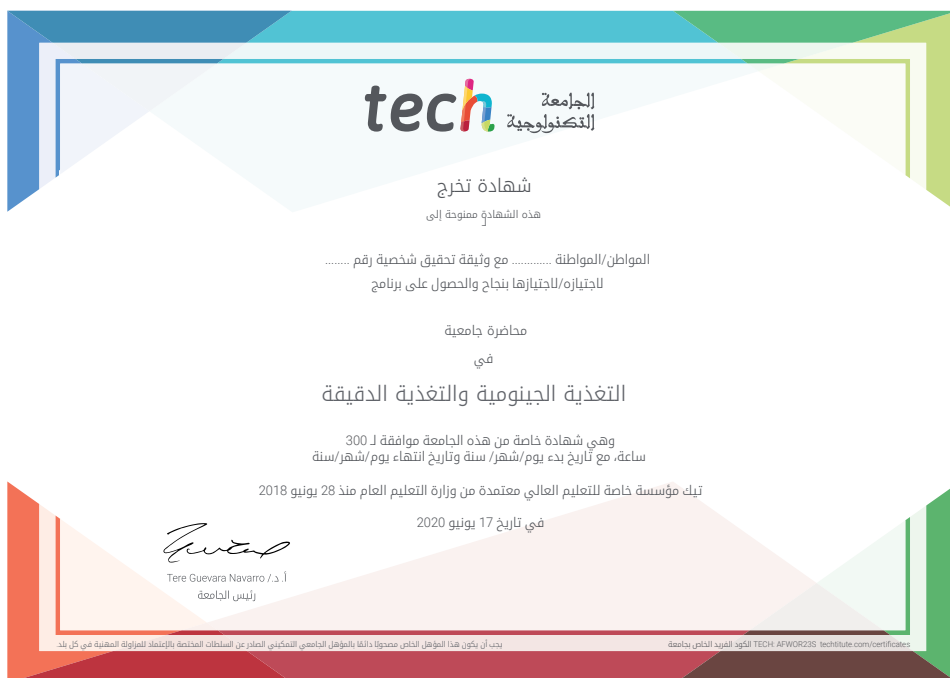 tech الجامعة
التكنولوجية
شهادة تخرج
هذه الشهادة ممنوحة إلى
المواطن/المواطنة ............ مع وثيقة تحقيق شخصية رقم ........
لاجتيازه/لاجتيازها بنجاح والحصول على برنامج
محاضرة جامعية
في
التغذية الجينومية والتغذية الدقيقة
وهي شهادة خاصة من هذه الجامعة موافقة لـ 300
ساعة، مع تاريخ بدء يوم/شهر/ سنة وتاريخ انتهاء يوم/شهر/سنة
تيك مؤسسة خاصة للتعليم العالي معتمدة من وزارة التعليم العام منذ 28 يونيو 2018
في تاريخ 17 يونيو 2020
أ. د./ Tere Guevara Navarro
رئيس الجامعة
الكود الفريد الخاص بجامعة TECH: AFWOR23S techtitute.com/certificates
يجب أن يكون هذا المؤهل الخاص مصحوبًا دائمًا بالمؤهل الجامعي التمكيني الصادر عن السلطات المختصة بالإعتماد للمزاولة المهنية في كل بلد.